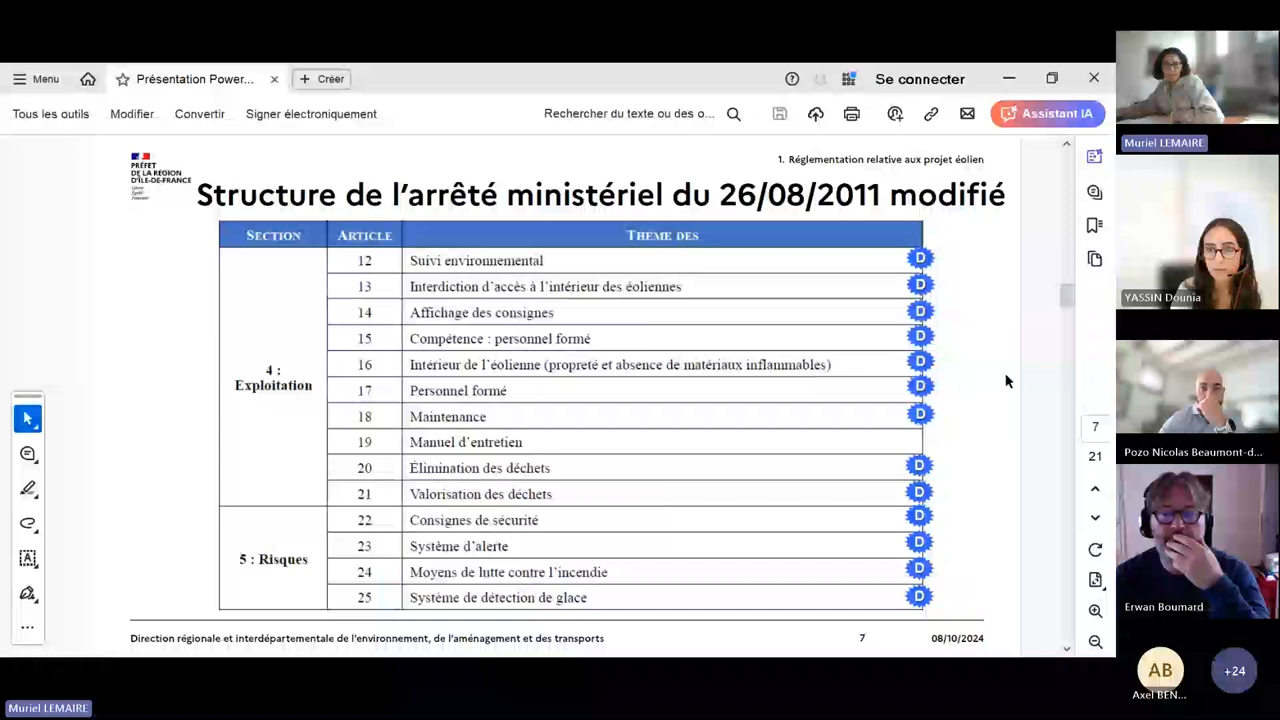 Menu
Présentation Power...
Créer
Se connecter
Tous les outils
Modifier
Convertir
Signer électroniquement
Rechercher du texte ou des o...
Assistant IA
PRÉFET
DE LA RÉGION
D'ÎLE-DE-FRANCE
1. Réglementation relative aux projet éolien
Structure de l'arrêté ministériel du 26/08/2011 modifié
SECTION ARTICLE THÈME DES
4 :
Exploitation
12 Suivi environnemental D
13 Interdiction d'accès à l'intérieur des éoliennes D
14 Affichage des consignes D
15 Compétence : personnel formé D
16 Intérieur de l'éolienne (propreté et absence de matériaux inflammables) D
17 Personnel formé D
18 Maintenance D
19 Manuel d'entretien
20 Élimination des déchets D
21 Valorisation des déchets D
5 : Risques
22 Consignes de sécurité D
23 Système d'alerte D
24 Moyens de lutte contre l'incendie D
25 Système de détection de glace D
Direction régionale et interdépartementale de l'environnement, de l'aménagement et des transports
7
08/10/2024
7
21
Muriel LEMAIRE
YASSIN Dounia
Pozo Nicolas Beaumont-d...
Erwan Boumard
AB
Axel BEN...
+24
Muriel LEMAIRE